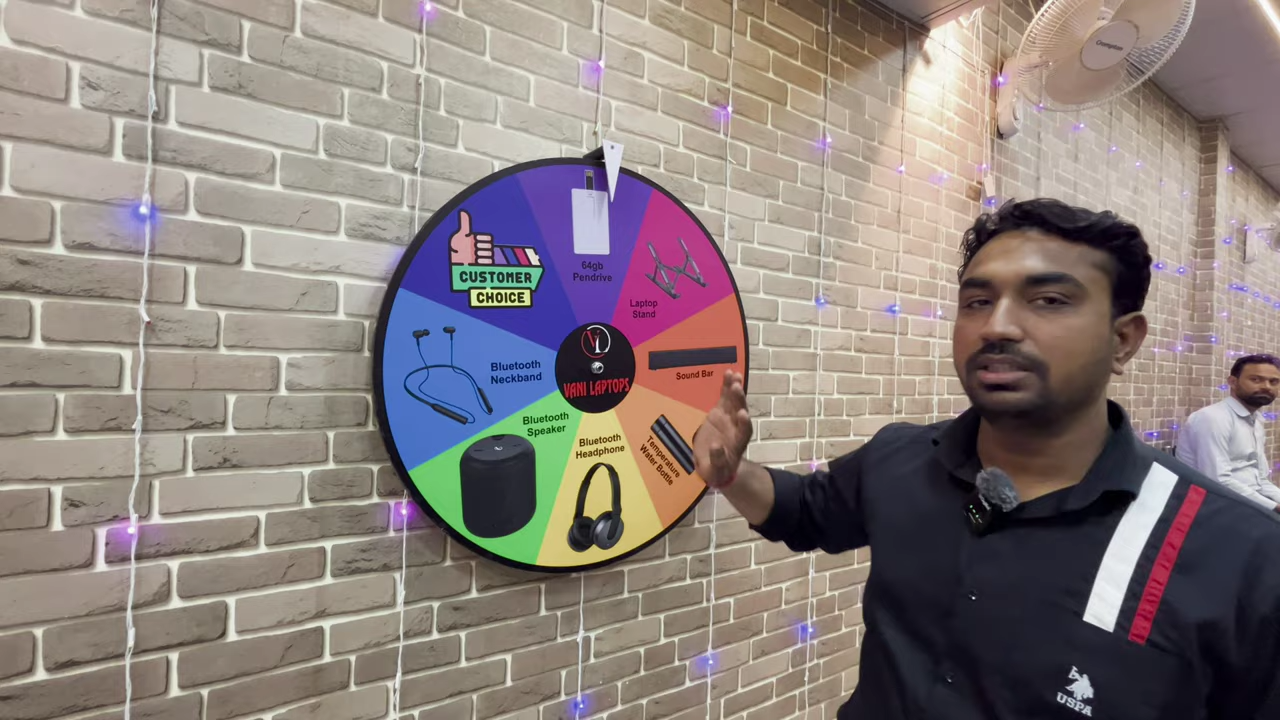 Crompton
64gb
Pendrive
CUSTOMER
CHOICE
Laptop
Stand
Bluetooth
Neckband
VANI LAPTOPS
Sound Bar
Bluetooth
Speaker
Bluetooth
Headphone
Temperature
Water Bottle
USPA